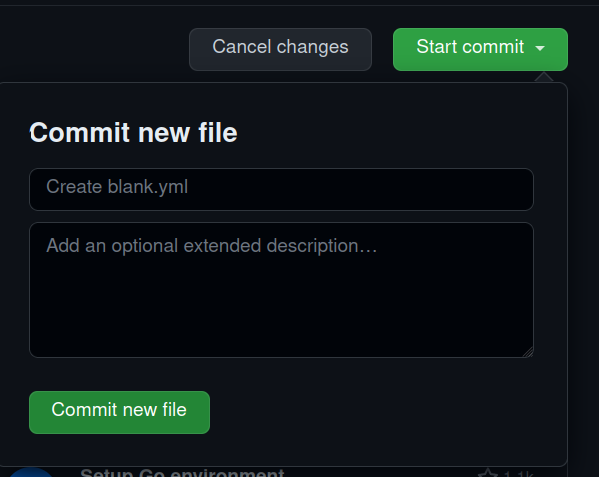 Cancel changes
Start commit
Commit new file
Create blank.yml
Add an optional extended description…
Commit new file
Setup Go environment
1.1k